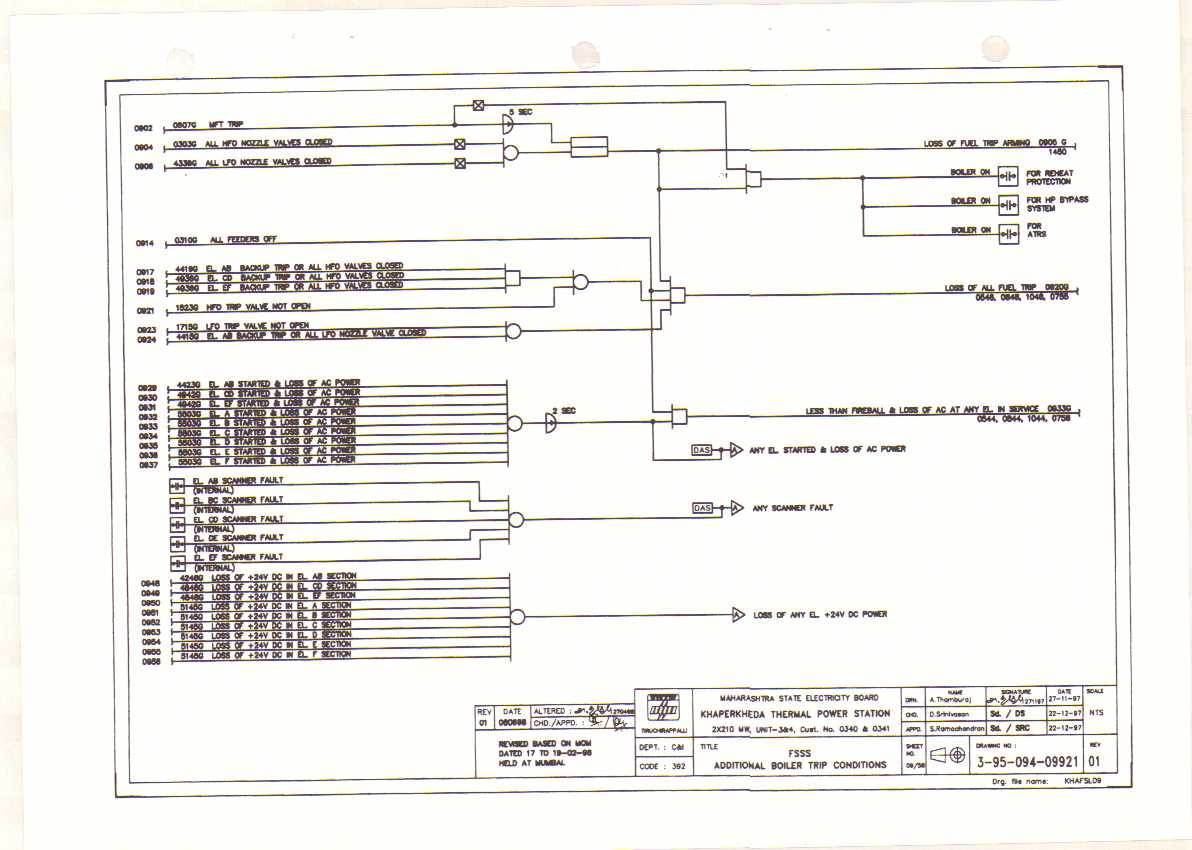 5 SEC
0902 0807G MFT TRIP
0904 0303G ALL HFO NOZZLE VALVES CLOSED
0906 4336G ALL LFO NOZZLE VALVES CLOSED
LOSS OF FUEL TRIP ARMING 0905 G
1450
BOILER ON FOR REHEAT
PROTECTION
BOILER ON FOR HP BYPASS
SYSTEM
BOILER ON FOR
ATRS
0914 0310G ALL FEEDERS OFF
0917 4419G EL. AB BACKUP TRIP OR ALL HFO VALVES CLOSED
0918 4936G EL. CD BACKUP TRIP OR ALL HFO VALVES CLOSED
0919 4936G EL. EF BACKUP TRIP OR ALL HFO VALVES CLOSED
0921 1523G HFO TRIP VALVE NOT OPEN
LOSS OF ALL FUEL TRIP 0920G
0546, 0846, 1046, 0755
0923 1715G LFO TRIP VALVE NOT OPEN
0924 4415G EL. AB BACKUP TRIP OR ALL LFO NOZZLE VALVE CLOSED
0929 4423G EL. AB STARTED & LOSS OF AC POWER
0930 4942G EL. CD STARTED & LOSS OF AC POWER
0931 4942G EL. EF STARTED & LOSS OF AC POWER
0932 5503G EL. A STARTED & LOSS OF AC POWER
0933 5503G EL. B STARTED & LOSS OF AC POWER
0934 5503G EL. C STARTED & LOSS OF AC POWER
0935 5503G EL. D STARTED & LOSS OF AC POWER
0936 5503G EL. E STARTED & LOSS OF AC POWER
0937 5503G EL. F STARTED & LOSS OF AC POWER
2 SEC
LESS THAN FIREBALL & LOSS OF AC AT ANY EL. IN SERVICE 0933G
0544, 0844, 1044, 0756
DAS A ANY EL. STARTED & LOSS OF AC POWER
EL. AB SCANNER FAULT
(INTERNAL)
EL. BC SCANNER FAULT
(INTERNAL)
EL. CD SCANNER FAULT
(INTERNAL)
EL. DE SCANNER FAULT
(INTERNAL)
EL. EF SCANNER FAULT
(INTERNAL)
DAS A ANY SCANNER FAULT
0948 4248G LOSS OF +24V DC IN EL. AB SECTION
0949 4848G LOSS OF +24V DC IN EL. CD SECTION
0950 4848G LOSS OF +24V DC IN EL. EF SECTION
0951 5145G LOSS OF +24V DC IN EL. A SECTION
0952 5145G LOSS OF +24V DC IN EL. B SECTION
0953 5145G LOSS OF +24V DC IN EL. C SECTION
0954 5145G LOSS OF +24V DC IN EL. D SECTION
0955 5145G LOSS OF +24V DC IN EL. E SECTION
0956 5145G LOSS OF +24V DC IN EL. F SECTION
A LOSS OF ANY EL. +24V DC POWER
REV DATE ALTERED :
01 CHD./APPD. :
REVISED BASED ON MOM
DATED 17 TO 19-02-98
HELD AT MUMBAI
TIRUCHIRAPPALLI
DEPT. : C&I
CODE : 392
MAHARASHTRA STATE ELECTRICITY BOARD
KHAPERKHEDA THERMAL POWER STATION
2X210 MW, UNIT-3&4, Cust. No. 0340 & 0341
TITLE
FSSS
ADDITIONAL BOILER TRIP CONDITIONS
NAME SIGNATURE DATE SCALE
DRN. A.Thamburaj 27-11-97
CHD. D.Srinivasan Sd. / DS 22-12-97 NTS
APPD. S.Ramachandran Sd. / SRC 22-12-97
SHEET
NO.
09/56
DRAWING NO :
3-95-094-09921
REV
01
Drg. file name: KHAFSLD9